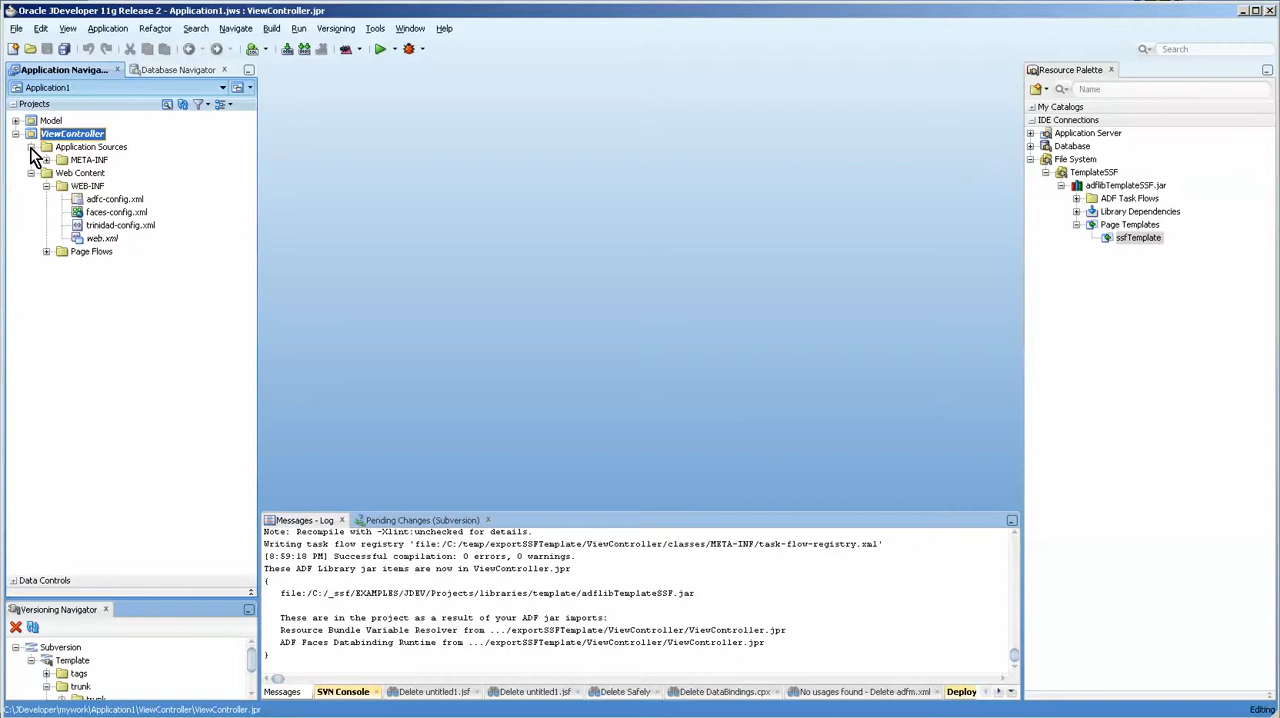 Oracle JDeveloper 11g Release 2 - Application1.jws : ViewController.jpr
File Edit View Application Refactor Search Navigate Build Run Versioning Tools Window Help
Search
Application Naviga...
Database Navigator
Application1
Projects
Model
ViewController
Application Sources
META-INF
Web Content
WEB-INF
adfc-config.xml
faces-config.xml
trinidad-config.xml
web.xml
Page Flows
Data Controls
Versioning Navigator
Subversion
Template
tags
trunk
trunk
Messages - Log
Pending Changes (Subversion)
Note: Recompile with -Xlint:unchecked for details.
Writing task flow registry 'file:/C:/temp/exportSSFTemplate/ViewController/classes/META-INF/task-flow-registry.xml'
[8:59:18 PM] Successful compilation: 0 errors, 0 warnings.
These ADF Library jar items are now in ViewController.jpr
{
file:/C:/_ssf/EXAMPLES/JDEV/Projects/libraries/template/adflibTemplateSSF.jar
These are in the project as a result of your ADF jar imports:
Resource Bundle Variable Resolver from .../exportSSFTemplate/ViewController/ViewController.jpr
ADF Faces Databinding Runtime from .../exportSSFTemplate/ViewController/ViewController.jpr
}
Messages
SVN Console
Delete untitled1.jsf
Delete untitled1.jsf
Delete Safely
Delete DataBindings.cpx
No usages found - Delete adfm.xml
Deploy
Resource Palette
Name
My Catalogs
IDE Connections
Application Server
Database
File System
TemplateSSF
adflibTemplateSSF.jar
ADF Task Flows
Library Dependencies
Page Templates
ssfTemplate
C:\JDeveloper\mywork\Application1\ViewController\ViewController.jpr
Editing